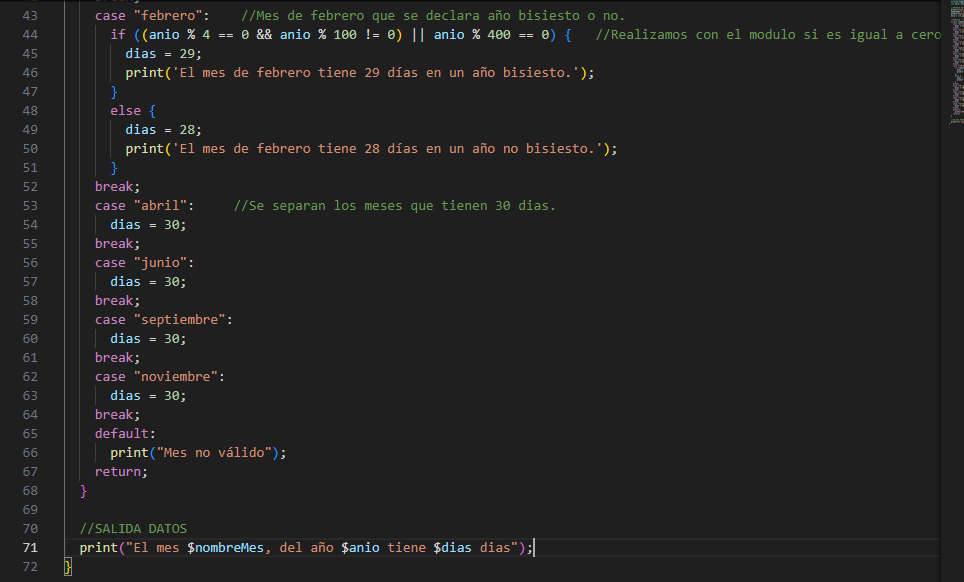 43 case "febrero": //Mes de febrero que se declara año bisiesto o no.
44 if ((anio % 4 == 0 && anio % 100 != 0) || anio % 400 == 0) { //Realizamos con el modulo si es igual a cero
45 dias = 29;
46 print('El mes de febrero tiene 29 días en un año bisiesto.');
47 }
48 else {
49 dias = 28;
50 print('El mes de febrero tiene 28 días en un año no bisiesto.');
51 }
52 break;
53 case "abril": //Se separan los meses que tienen 30 dias.
54 dias = 30;
55 break;
56 case "junio":
57 dias = 30;
58 break;
59 case "septiembre":
60 dias = 30;
61 break;
62 case "noviembre":
63 dias = 30;
64 break;
65 default:
66 print("Mes no válido");
67 return;
68 }
69
70 //SALIDA DATOS
71 print("El mes $nombreMes, del año $anio tiene $dias dias");
72 }